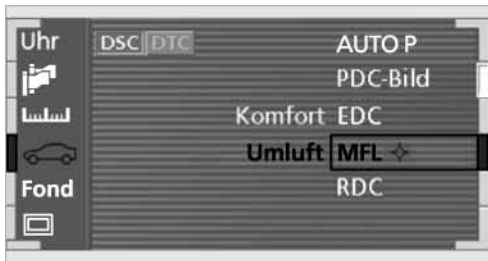 Uhr DSC DTC AUTO P
PDC-Bild
Komfort EDC
Umluft MFL
Fond RDC